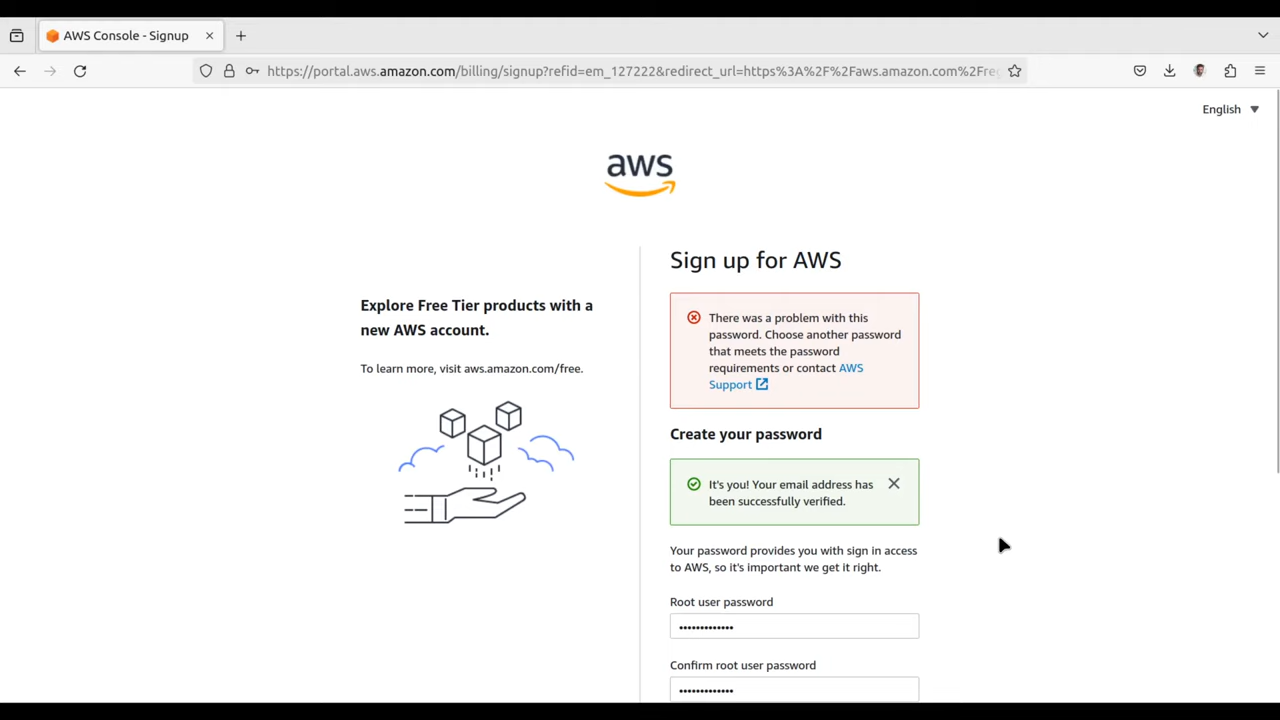 AWS Console - Signup
https://portal.aws.amazon.com/billing/signup?refid=em_127222&redirect_url=https%3A%2F%2Faws.amazon.com%2Fre
English
aws
Sign up for AWS
Explore Free Tier products with a
new AWS account.
To learn more, visit aws.amazon.com/free.
There was a problem with this
password. Choose another password
that meets the password
requirements or contact AWS
Support
Create your password
It's you! Your email address has
been successfully verified.
Your password provides you with sign in access
to AWS, so it's important we get it right.
Root user password
•••••••••••••
Confirm root user password
•••••••••••••